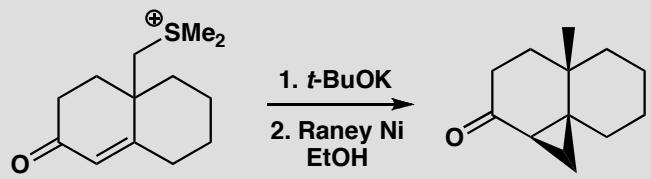 ⊕
SMe₂
1. t-BuOK
2. Raney Ni
EtOH
O
O